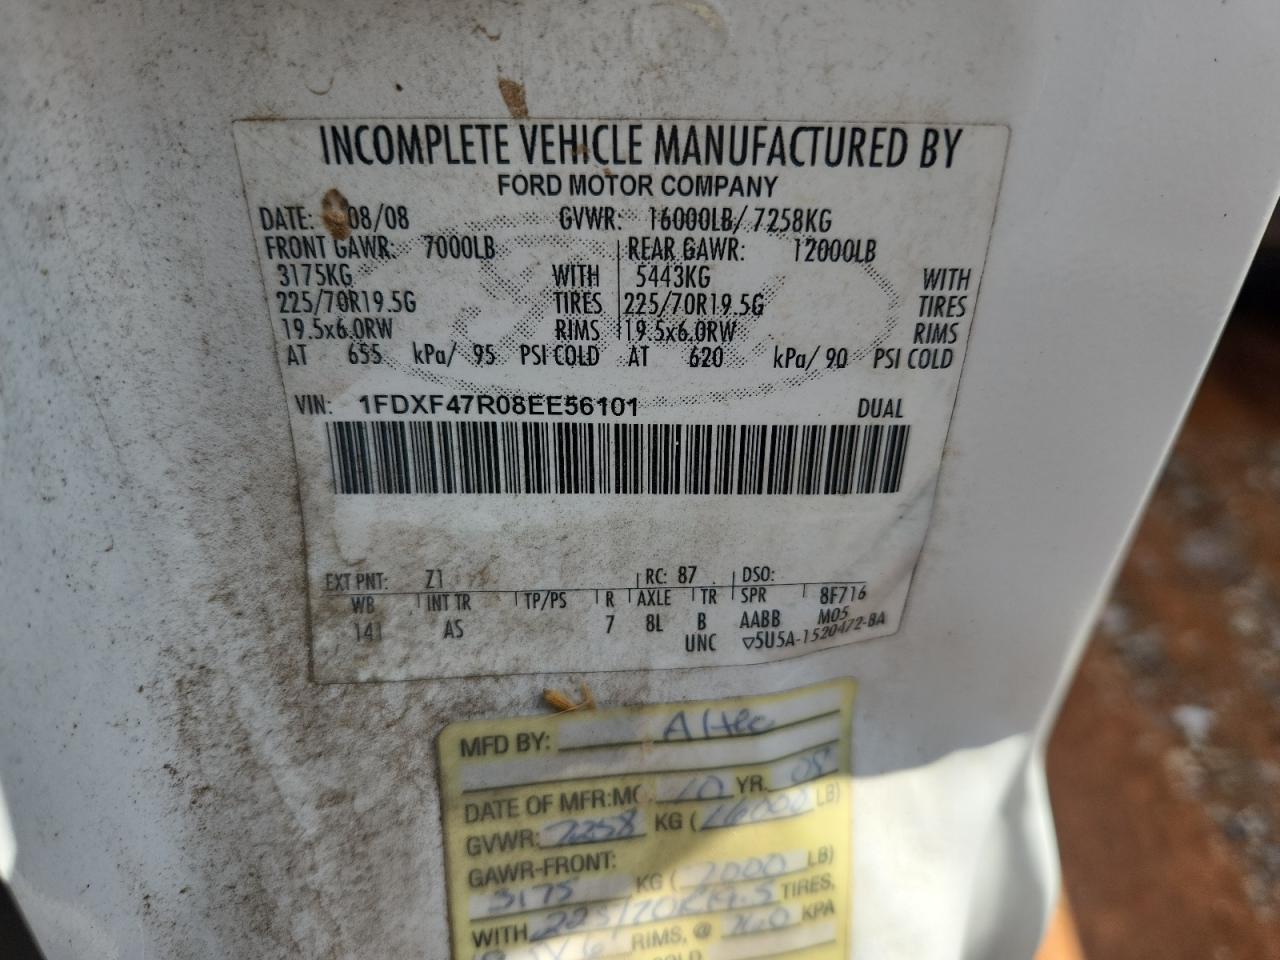 INCOMPLETE VEHICLE MANUFACTURED BY
FORD MOTOR COMPANY
DATE: 08/08 GVWR: 16000LB/ 7258KG
FRONT GAWR: 7000LB REAR GAWR: 12000LB
3175KG WITH 5443KG WITH
225/70R19.5G TIRES 225/70R19.5G TIRES
19.5x6.0RW RIMS 19.5x6.0RW RIMS
AT 655 kPa/ 95 PSI COLD AT 620 kPa/ 90 PSI COLD
VIN: 1FDXF47R08EE56101 DUAL
EXT PNT: Z1 RC: 87 DSO:
WB INT TR TP/PS R AXLE TR SPR 8F716
141 AS 7 8L B AABB M05
UNC ▽5U5A-1520472-BA
MFD BY: Altec
DATE OF MFR:MO. 10 YR. 08
GVWR: 7258 KG (16000 LB)
GAWR-FRONT:
3175 KG (7000 LB)
WITH 225/70R19.5 TIRES,
RIMS, @ KPA
COLD